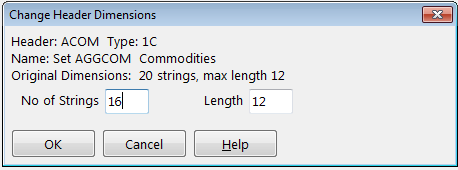 Change Header Dimensions
Header: ACOM Type: 1C
Name: Set AGGCOM Commodities
Original Dimensions: 20 strings, max length 12
No of Strings 16 Length 12
OK Cancel Help